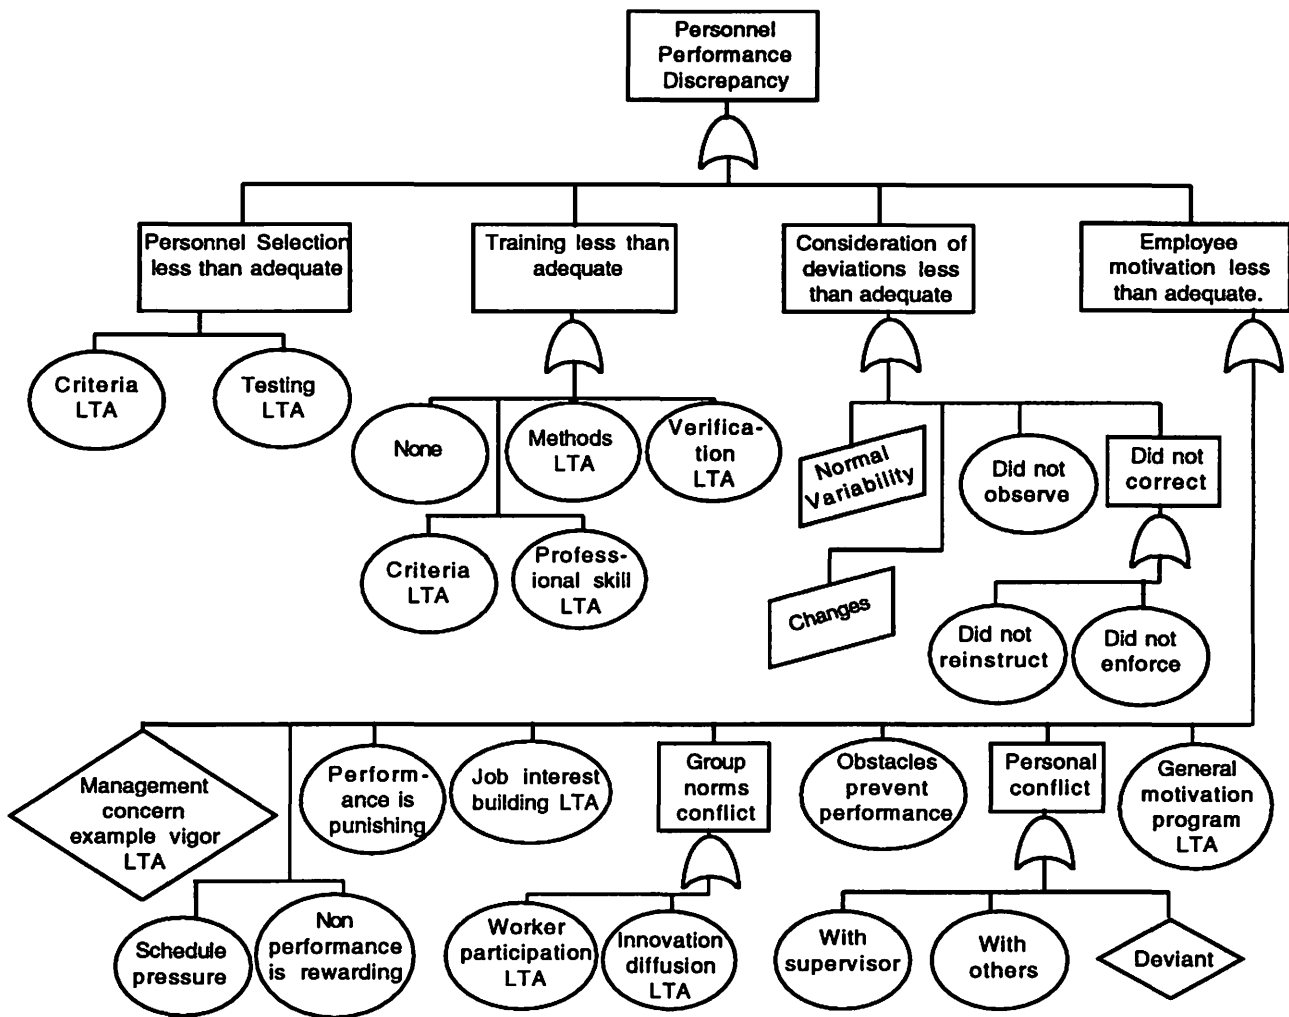 Personnel
Performance
Discrepancy
Personnel Selection
less than adequate
Training less than
adequate
Consideration of
deviations less
than adequate
Employee
motivation less
than adequate.
Criteria
LTA
Testing
LTA
None
Methods
LTA
Verifica-
tion
LTA
Criteria
LTA
Profess-
ional skill
LTA
Normal
Variability
Changes
Did not
observe
Did not
correct
Did not
reinstruct
Did not
enforce
Management
concern
example vigor
LTA
Schedule
pressure
Non
performance
is rewarding
Perform-
ance is
punishing
Job interest
building LTA
Group
norms
conflict
Worker
participation
LTA
Innovation
diffusion
LTA
Obstacles
prevent
performance
Personal
conflict
With
supervisor
With
others
Deviant
General
motivation
program
LTA